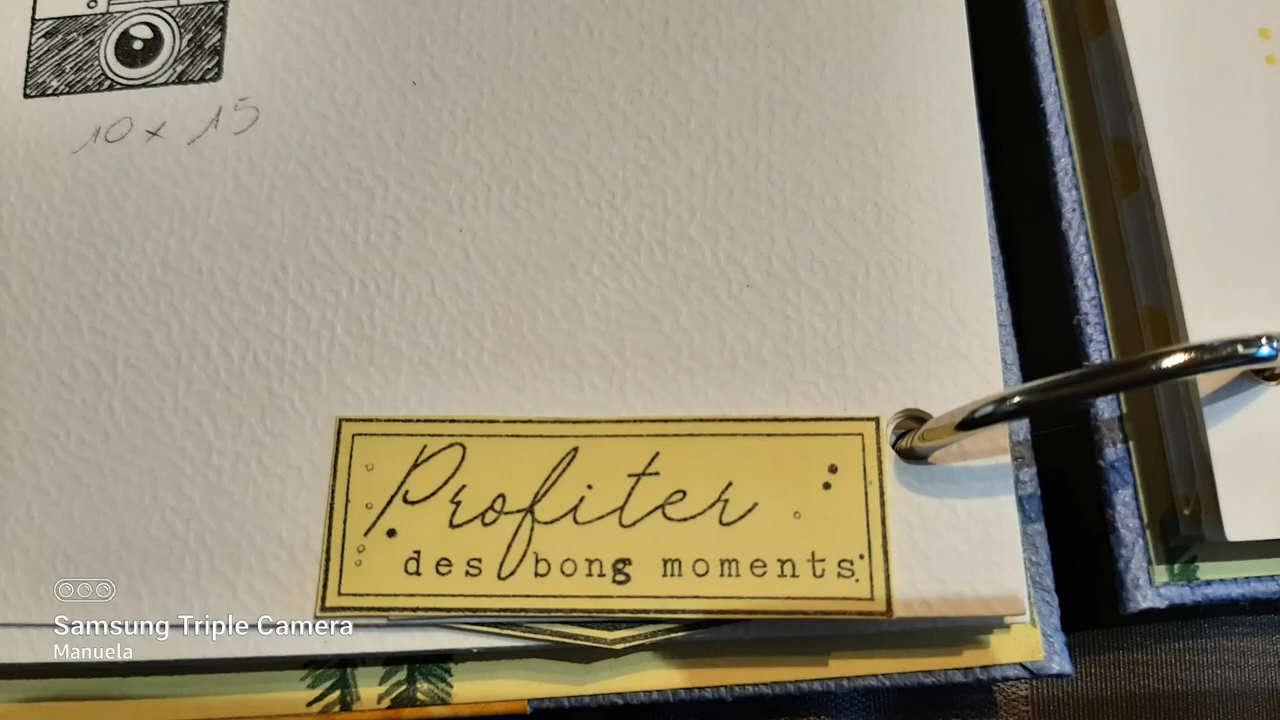 10 x 15
Profiter
des bong moments
Samsung Triple Camera
Manuela